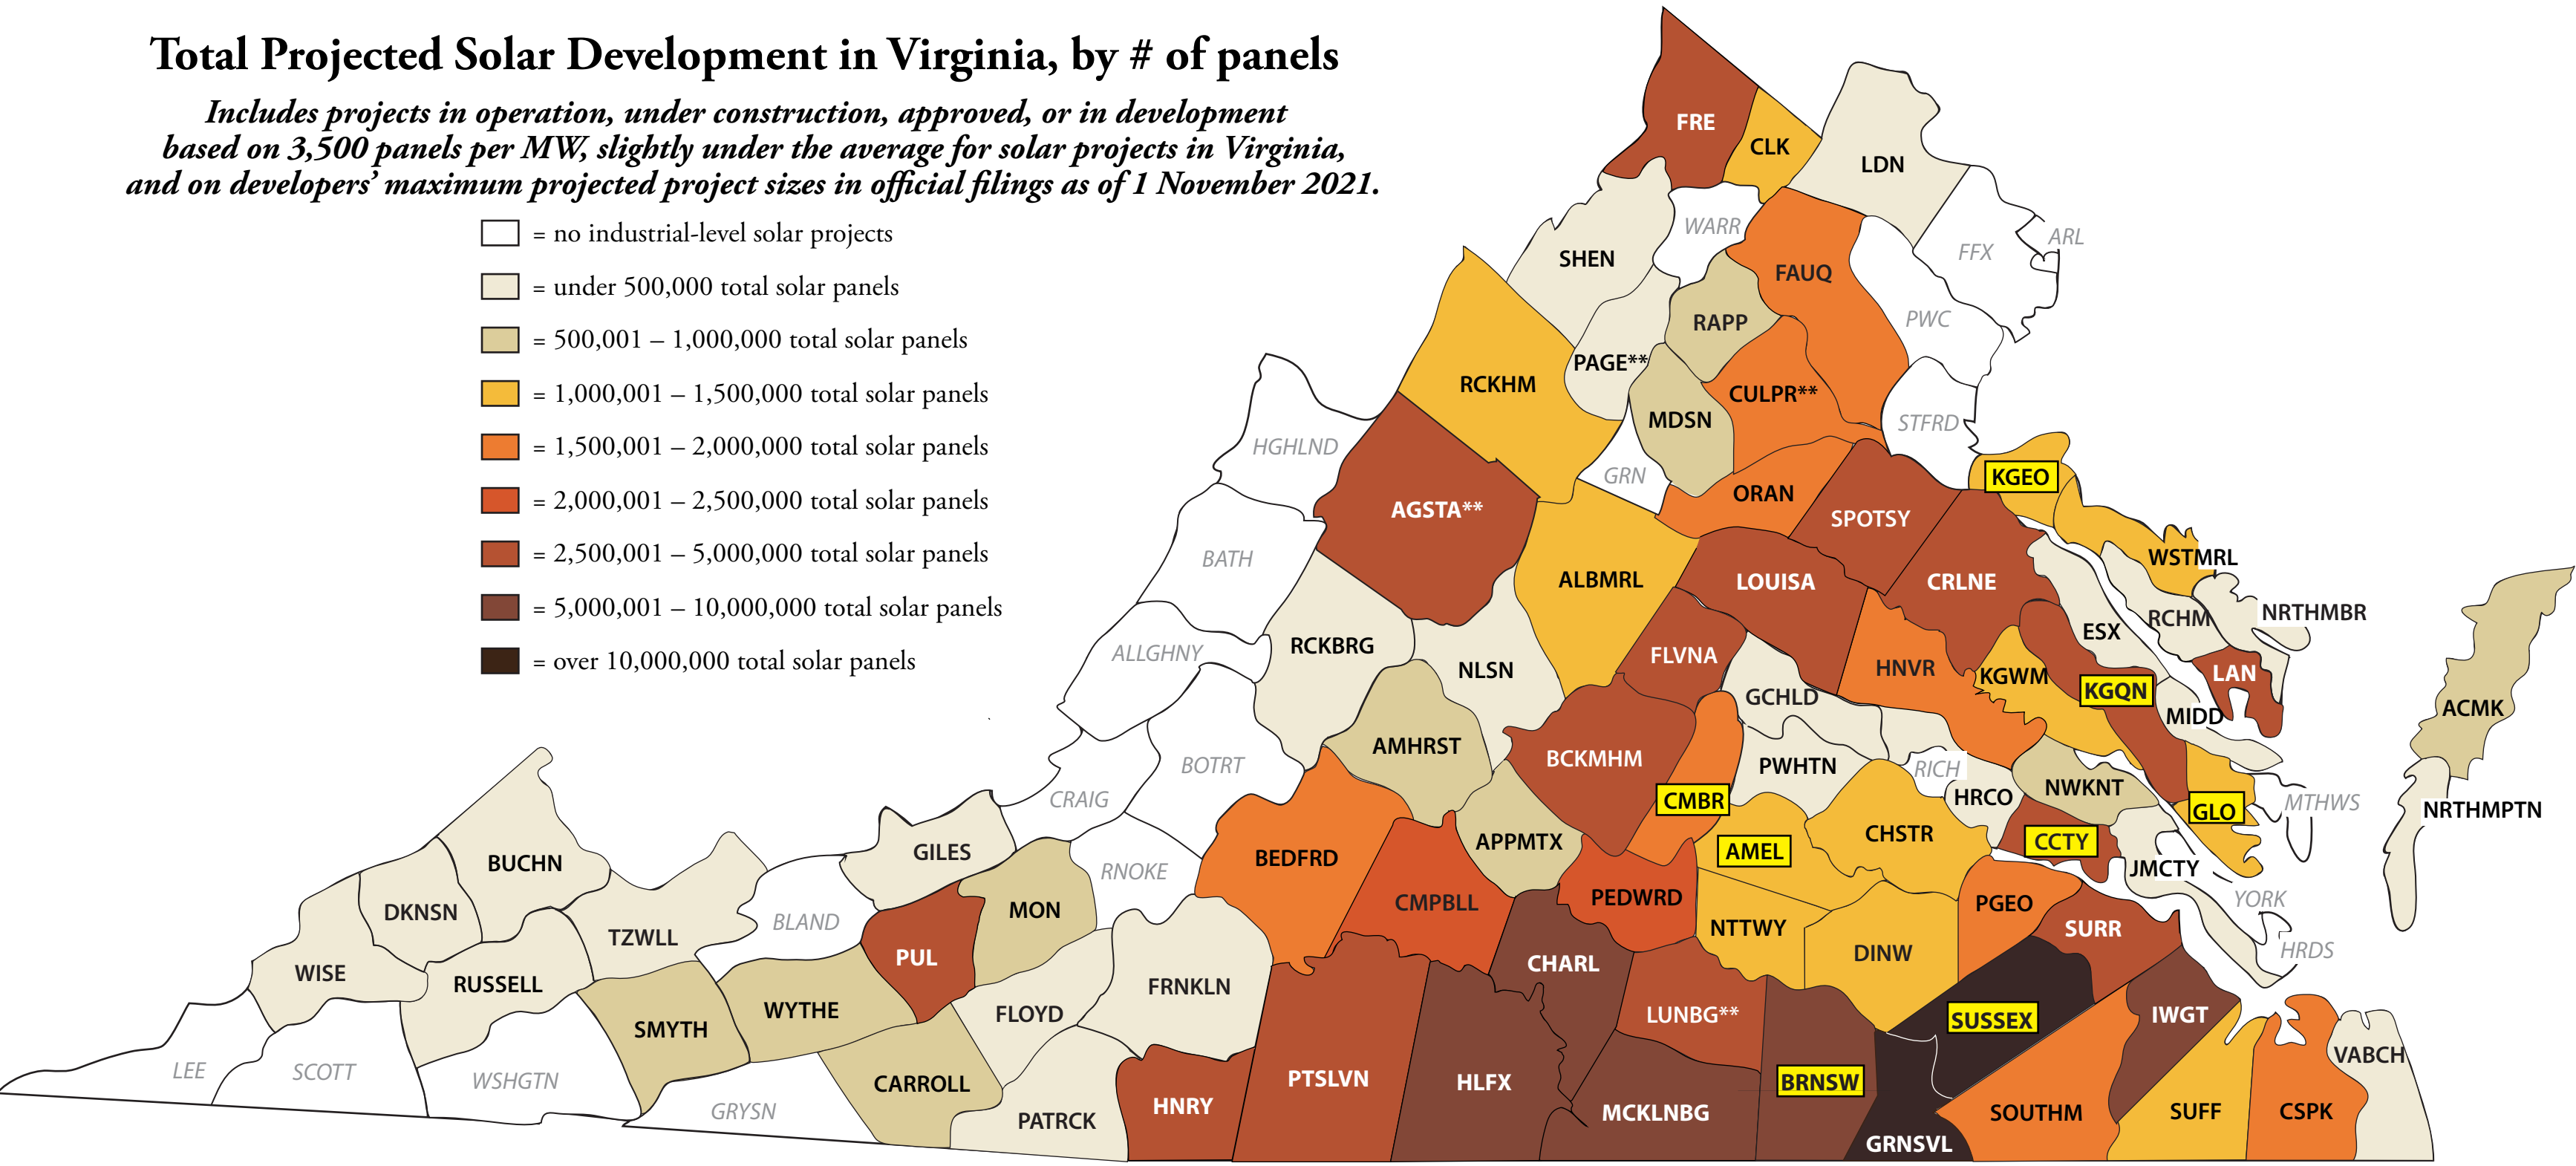 Total Projected Solar Development in Virginia, by # of panels
Includes projects in operation, under construction, approved, or in development
based on 3,500 panels per MW, slightly under the average for solar projects in Virginia,
and on developers’ maximum projected project sizes in official filings as of 1 November 2021.
= no industrial-level solar projects
= under 500,000 total solar panels
= 500,001 – 1,000,000 total solar panels
= 1,000,001 – 1,500,000 total solar panels
= 1,500,001 – 2,000,000 total solar panels
= 2,000,001 – 2,500,000 total solar panels
= 2,500,001 – 5,000,000 total solar panels
= 5,000,001 – 10,000,000 total solar panels
= over 10,000,000 total solar panels
FRE
CLK
LDN
WARR
ARL
FFX
SHEN
FAUQ
RAPP
PWC
PAGE**
RCKHM
CULPR**
MDSN
STFRD
HGHLND
GRN
KGEO
ORAN
AGSTA**
SPOTSY
BATH
WSTMRL
ALBMRL
LOUISA
CRLNE
NRTHMBR
RCHM
ESX
RCKBRG
ALLGHNY
FLVNA
NLSN
HNVR
KGWM
LAN
KGQN
GCHLD
ACMK
MIDD
AMHRST
BCKMHM
BOTRT
PWHTN
RICH
NWKNT
HRCO
CRAIG
CMBR
MTHWS
GLO
NRTHMPTN
CHSTR
CCTY
APPMTX
AMEL
GILES
BEDFRD
BUCHN
JMCTY
RNOKE
PEDWRD
YORK
CMPBLL
PGEO
MON
DKNSN
BLAND
NTTWY
SURR
TZWLL
HRDS
DINW
PUL
CHARL
WISE
RUSSELL
FRNKLN
WYTHE
FLOYD
LUNBG**
IWGT
SUSSEX
SMYTH
VABCH
LEE
SCOTT
WSHGTN
PTSLVN
HLFX
BRNSW
CARROLL
HNRY
GRYSN
MCKLNBG
SOUTHM
SUFF
CSPK
PATRCK
GRNSVL